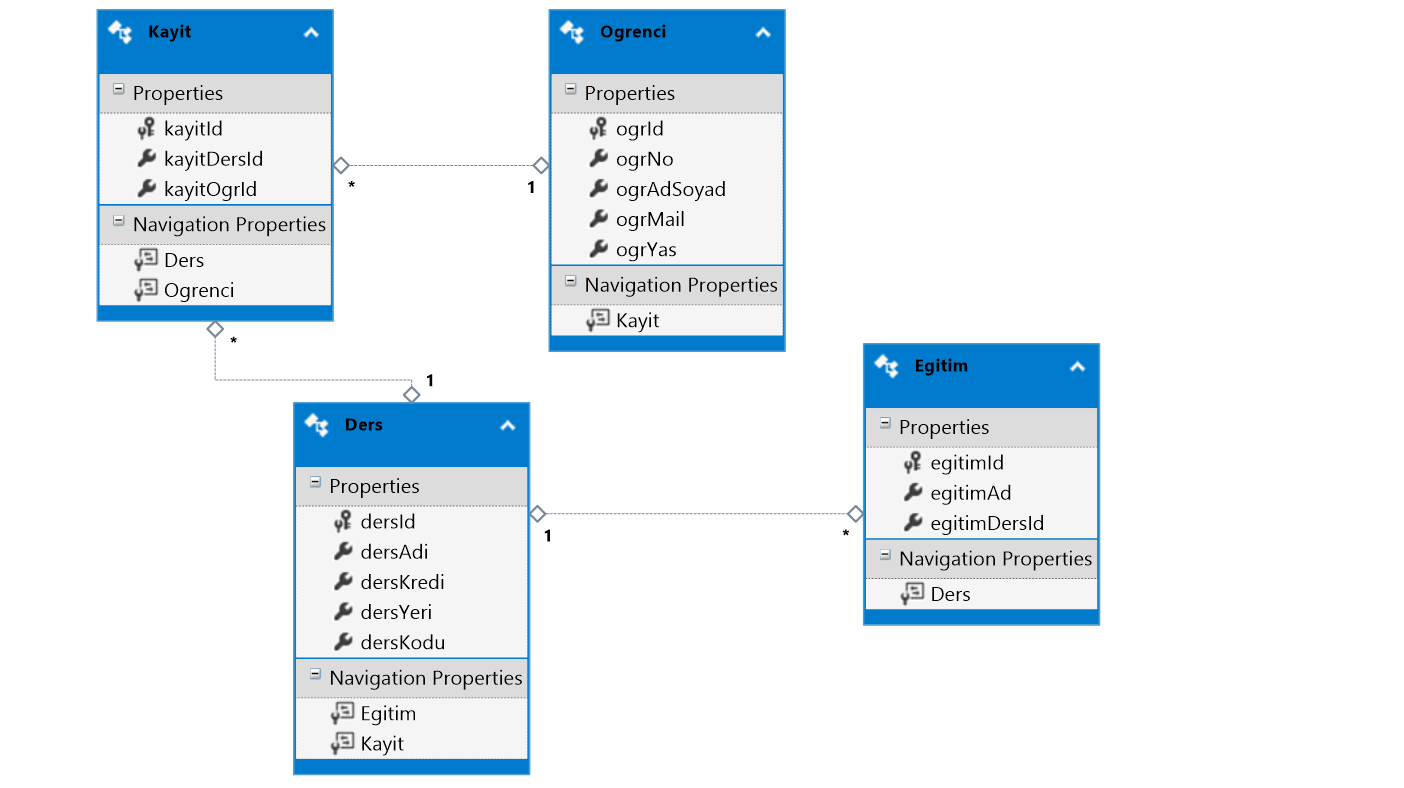 Kayit
Properties
kayitId
kayitDersId
kayitOgrId
Navigation Properties
Ders
Ogrenci
*
1
Ogrenci
Properties
ogrId
ogrNo
ogrAdSoyad
ogrMail
ogrYas
Navigation Properties
Kayit
*
1
Ders
Properties
dersId
dersAdi
dersKredi
dersYeri
dersKodu
Navigation Properties
Egitim
Kayit
1
*
Egitim
Properties
egitimId
egitimAd
egitimDersId
Navigation Properties
Ders